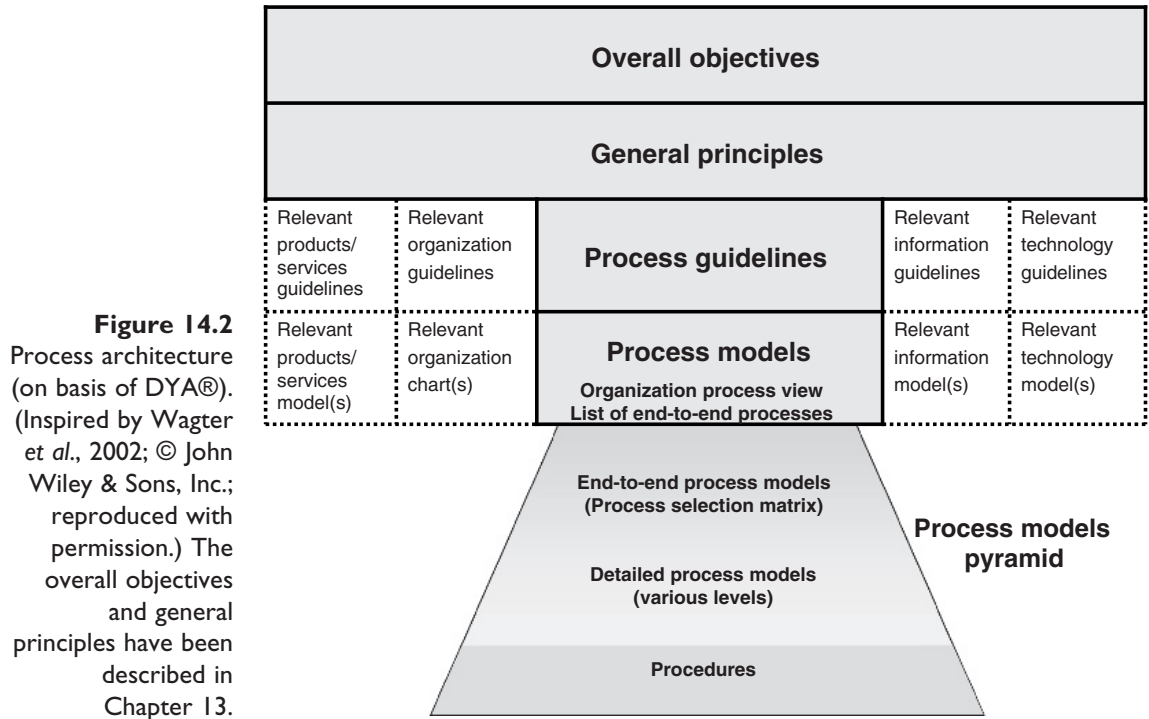 Overall objectives
General principles
Relevant
products/
services
guidelines
Relevant
organization
guidelines
Process guidelines
Relevant
information
guidelines
Relevant
technology
guidelines
Relevant
products/
services
model(s)
Relevant
organization
chart(s)
Process models
Organization process view
List of end-to-end processes
Relevant
information
model(s)
Relevant
technology
model(s)
End-to-end process models
(Process selection matrix)
Detailed process models
(various levels)
Procedures
Process models
pyramid
Figure 14.2
Process architecture
(on basis of DYA®).
(Inspired by Wagter
et al., 2002; © John
Wiley & Sons, Inc.;
reproduced with
permission.) The
overall objectives
and general
principles have been
described in
Chapter 13.